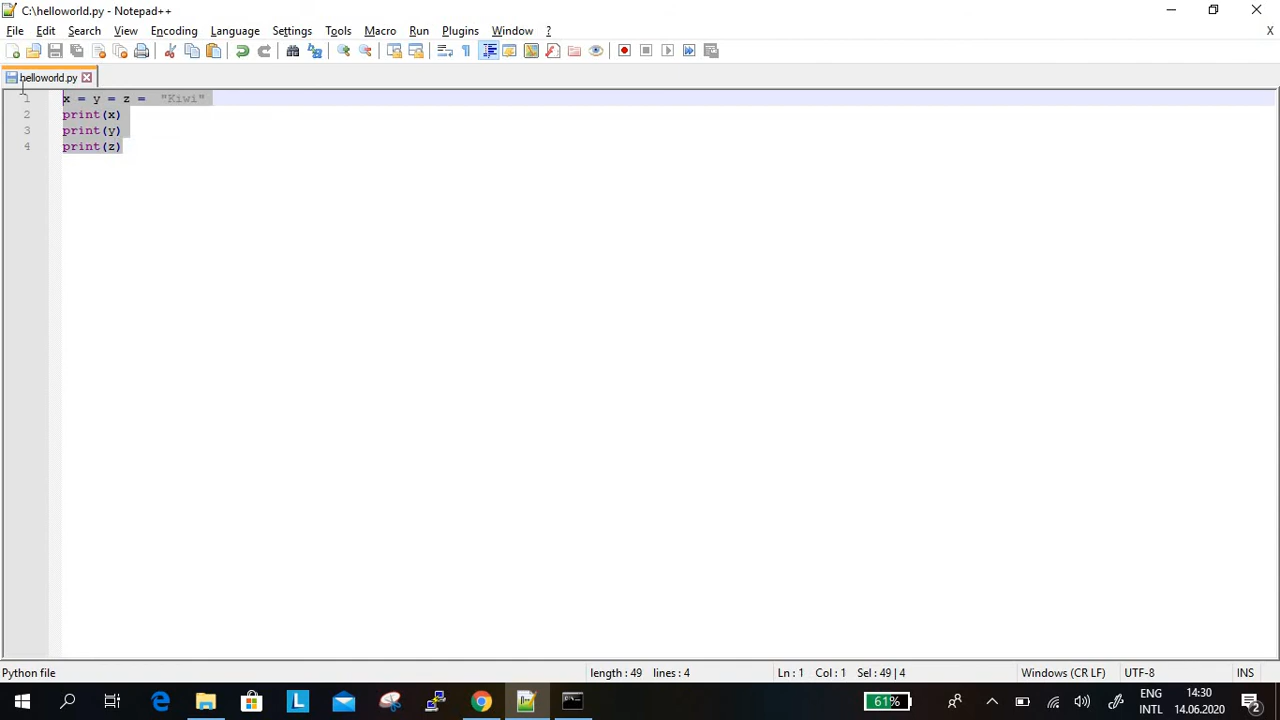 C:\helloworld.py - Notepad++
File Edit Search View Encoding Language Settings Tools Macro Run Plugins Window ? X
helloworld.py
1 x = y = z =  "Kiwi"
2 print(x)
3 print(y)
4 print(z)
Python file length : 49 lines : 4 Ln : 1 Col : 1 Sel : 49 | 4 Windows (CR LF) UTF-8 INS
L 61% ENG 14:30
INTL 14.06.2020 2